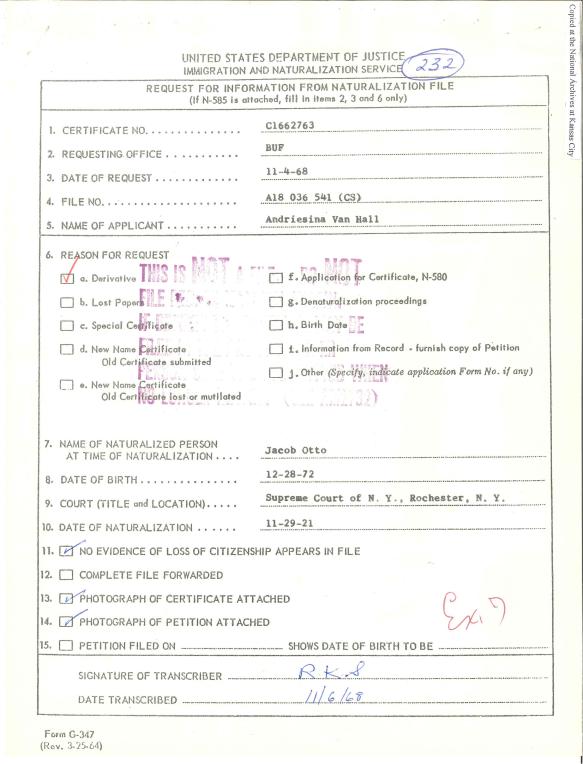 Copied at the National Archives at Kansas City
UNITED STATES DEPARTMENT OF JUSTICE
IMMIGRATION AND NATURALIZATION SERVICE
232
REQUEST FOR INFORMATION FROM NATURALIZATION FILE
(If N-585 is attached, fill in items 2, 3 and 6 only)
1. CERTIFICATE NO. C1662763
2. REQUESTING OFFICE BUF
3. DATE OF REQUEST 11-4-68
4. FILE NO. A18 036 541 (CS)
5. NAME OF APPLICANT Andriesina Van Hall
6. REASON FOR REQUEST
a. Derivative
b. Lost Papers
c. Special Certificate
d. New Name Certificate
Old Certificate submitted
e. New Name Certificate
Old Certificate lost or mutilated
f. Application for Certificate, N-580
g. Denaturalization proceedings
h. Birth Date
i. Information from Record - furnish copy of Petition
j. Other (Specify, indicate application Form No. if any)
THIS IS NOT
7. NAME OF NATURALIZED PERSON
AT TIME OF NATURALIZATION .... Jacob Otto
8. DATE OF BIRTH 12-28-72
9. COURT (TITLE and LOCATION)..... Supreme Court of N. Y., Rochester, N. Y.
10. DATE OF NATURALIZATION ...... 11-29-21
11. NO EVIDENCE OF LOSS OF CITIZENSHIP APPEARS IN FILE
12. COMPLETE FILE FORWARDED
13. PHOTOGRAPH OF CERTIFICATE ATTACHED
14. PHOTOGRAPH OF PETITION ATTACHED
Ex. 7
15. PETITION FILED ON SHOWS DATE OF BIRTH TO BE
SIGNATURE OF TRANSCRIBER RKS
DATE TRANSCRIBED 11/6/68
Form G-347
(Rev. 3-25-64)